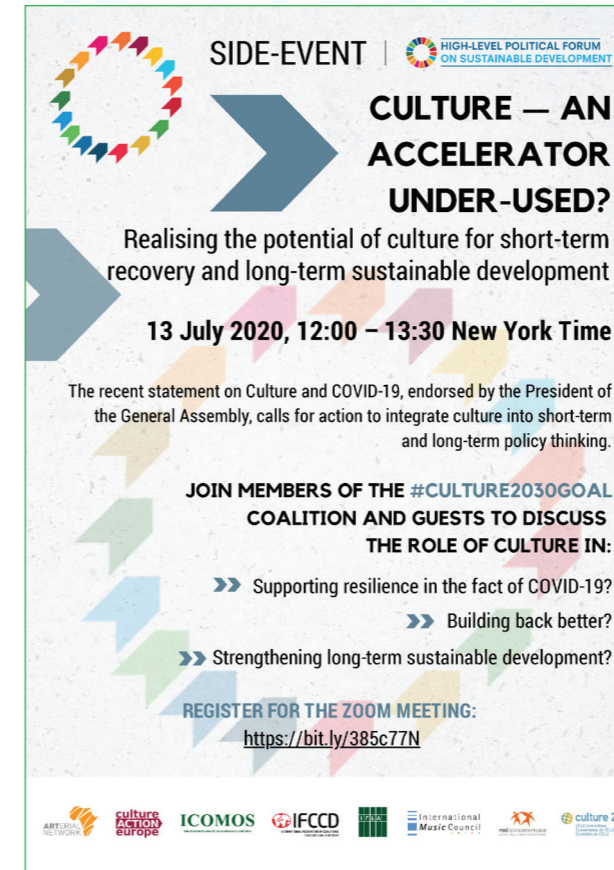 SIDE-EVENT | HIGH-LEVEL POLITICAL FORUM
ON SUSTAINABLE DEVELOPMENT
CULTURE — AN
ACCELERATOR
UNDER-USED?
Realising the potential of culture for short-term
recovery and long-term sustainable development
13 July 2020, 12:00 – 13:30 New York Time
The recent statement on Culture and COVID-19, endorsed by the President of
the General Assembly, calls for action to integrate culture into short-term
and long-term policy thinking.
JOIN MEMBERS OF THE #CULTURE2030GOAL
COALITION AND GUESTS TO DISCUSS
THE ROLE OF CULTURE IN:
Supporting resilience in the fact of COVID-19?
Building back better?
Strengthening long-term sustainable development?
REGISTER FOR THE ZOOM MEETING:
https://bit.ly/385c77N
ARTERIAL
NETWORK
culture
ACTION
europe
ICOMOS
IFCCD
IFLA
International
Music Council
culture 2